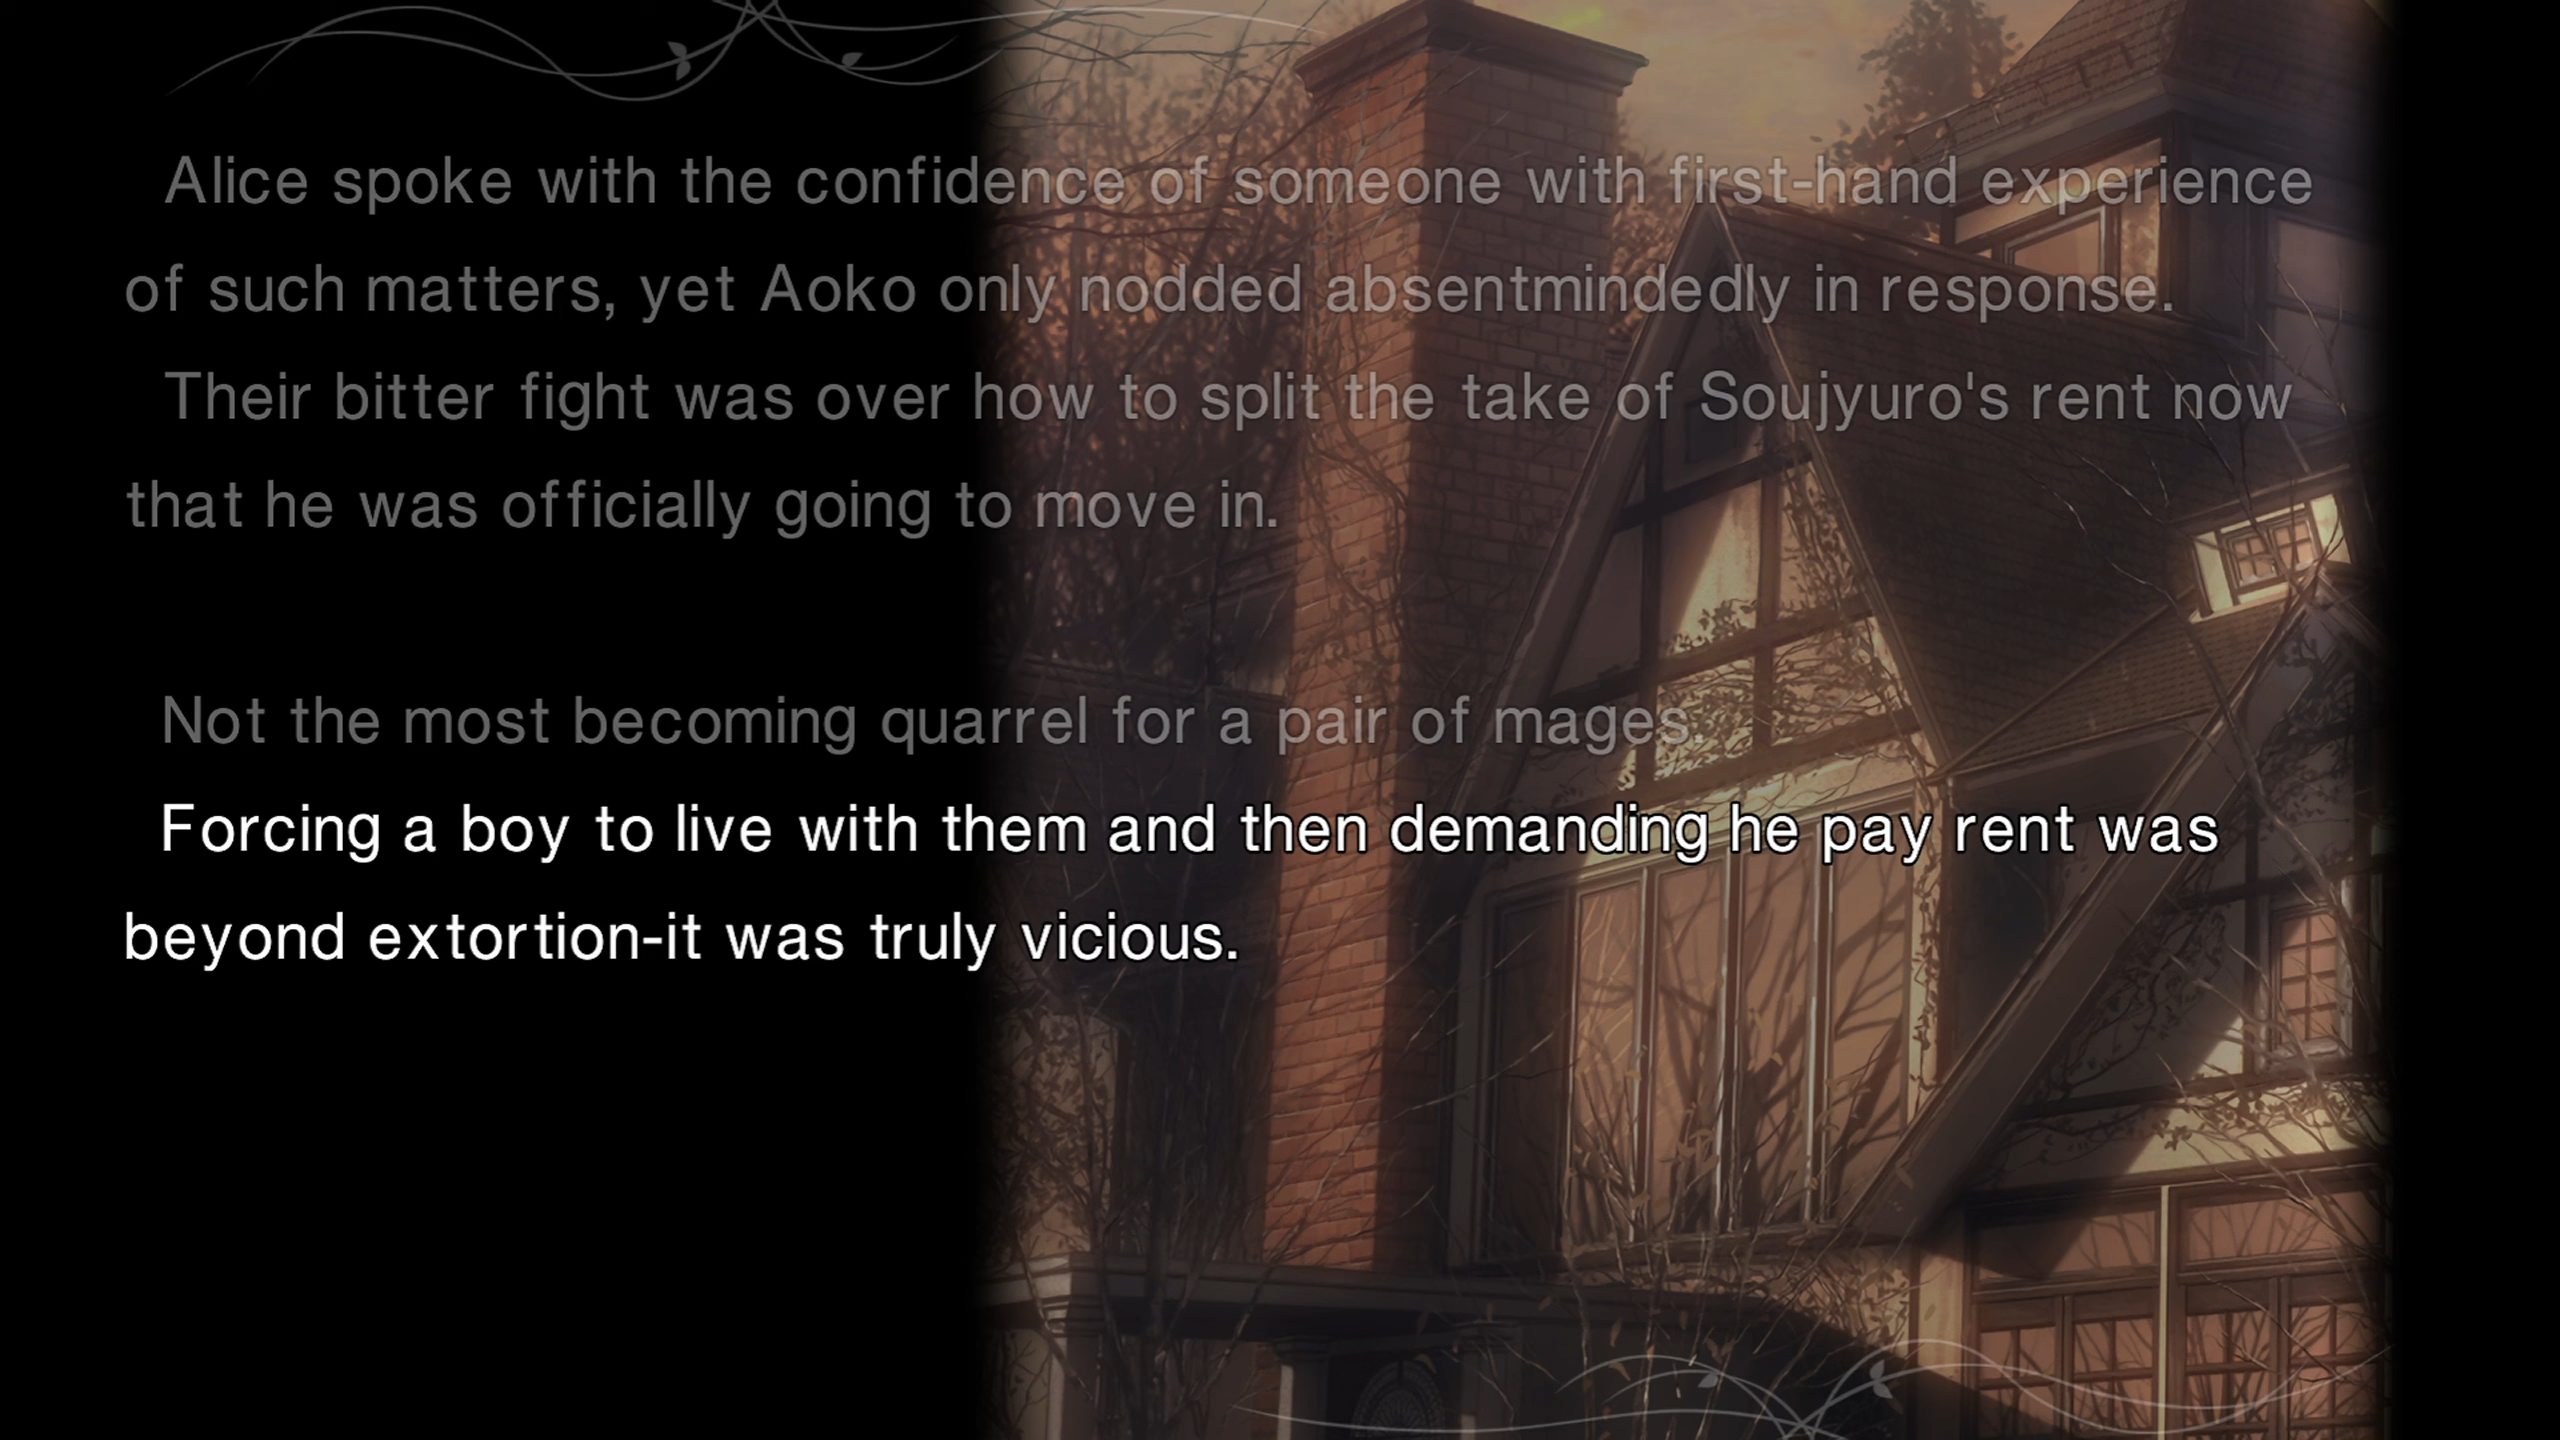 Alice spoke with the confidence of someone with first-hand experience
of such matters, yet Aoko only nodded absentmindedly in response.
Their bitter fight was over how to split the take of Soujyuro's rent now
that he was officially going to move in.
Not the most becoming quarrel for a pair of mages.
Forcing a boy to live with them and then demanding he pay rent was
beyond extortion-it was truly vicious.